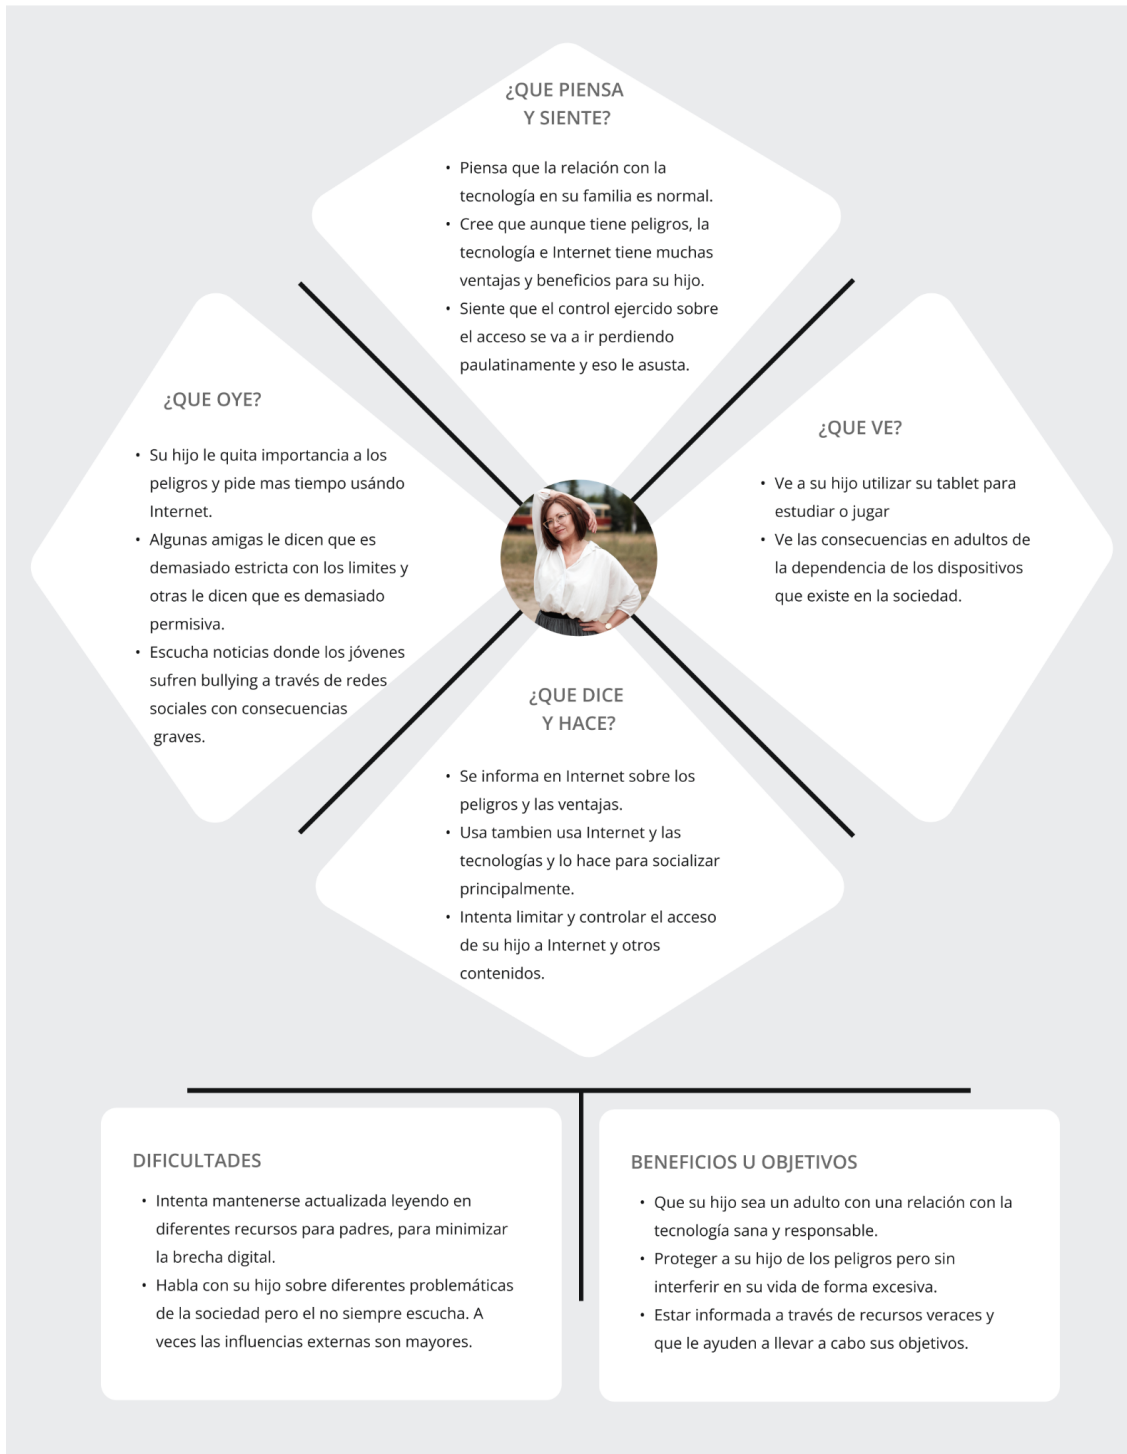 ¿QUE PIENSA
Y SIENTE?
• Piensa que la relación con la
tecnología en su familia es normal.
• Cree que aunque tiene peligros, la
tecnología e Internet tiene muchas
ventajas y beneficios para su hijo.
• Siente que el control ejercido sobre
el acceso se va a ir perdiendo
paulatinamente y eso le asusta.
¿QUE OYE?
• Su hijo le quita importancia a los
peligros y pide mas tiempo usándo
Internet.
• Algunas amigas le dicen que es
demasiado estricta con los limites y
otras le dicen que es demasiado
permisiva.
• Escucha noticias donde los jóvenes
sufren bullying a través de redes
sociales con consecuencias
graves.
¿QUE VE?
• Ve a su hijo utilizar su tablet para
estudiar o jugar
• Ve las consecuencias en adultos de
la dependencia de los dispositivos
que existe en la sociedad.
¿QUE DICE
Y HACE?
• Se informa en Internet sobre los
peligros y las ventajas.
• Usa tambien usa Internet y las
tecnologías y lo hace para socializar
principalmente.
• Intenta limitar y controlar el acceso
de su hijo a Internet y otros
contenidos.
DIFICULTADES
• Intenta mantenerse actualizada leyendo en
diferentes recursos para padres, para minimizar
la brecha digital.
• Habla con su hijo sobre diferentes problemáticas
de la sociedad pero el no siempre escucha. A
veces las influencias externas son mayores.
BENEFICIOS U OBJETIVOS
• Que su hijo sea un adulto con una relación con la
tecnología sana y responsable.
• Proteger a su hijo de los peligros pero sin
interferir en su vida de forma excesiva.
• Estar informada a través de recursos veraces y
que le ayuden a llevar a cabo sus objetivos.